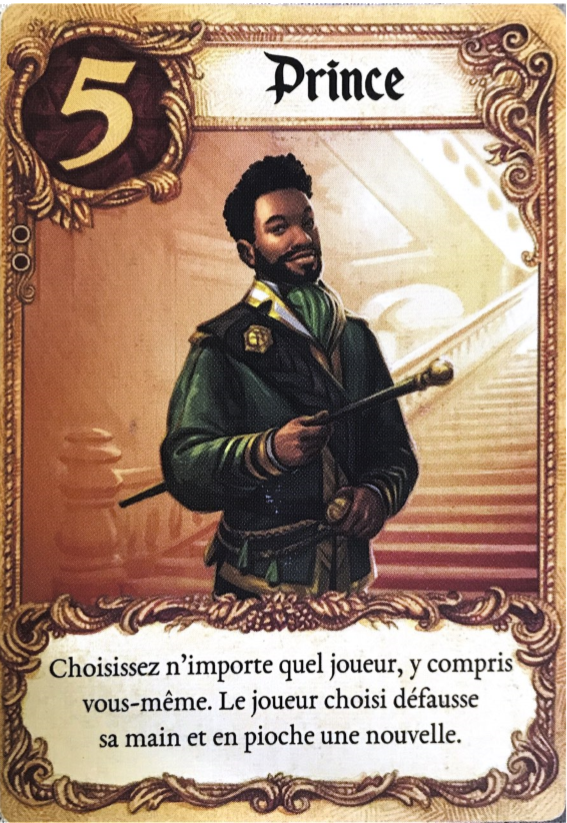 5
Prince
Choisissez n'importe quel joueur, y compris
vous-même. Le joueur choisi défausse
sa main et en pioche une nouvelle.